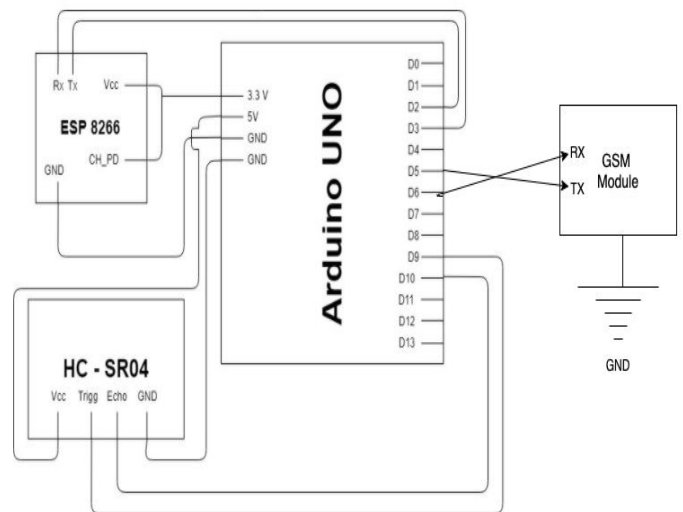 Rx Tx Vcc
ESP 8266
CH_PD
GND
3.3 V
5V
GND
GND
Arduino UNO
D0
D1
D2
D3
D4
D5
D6
D7
D8
D9
D10
D11
D12
D13
RX
TX
GSM
Module
GND
HC - SR04
Vcc Trigg Echo GND